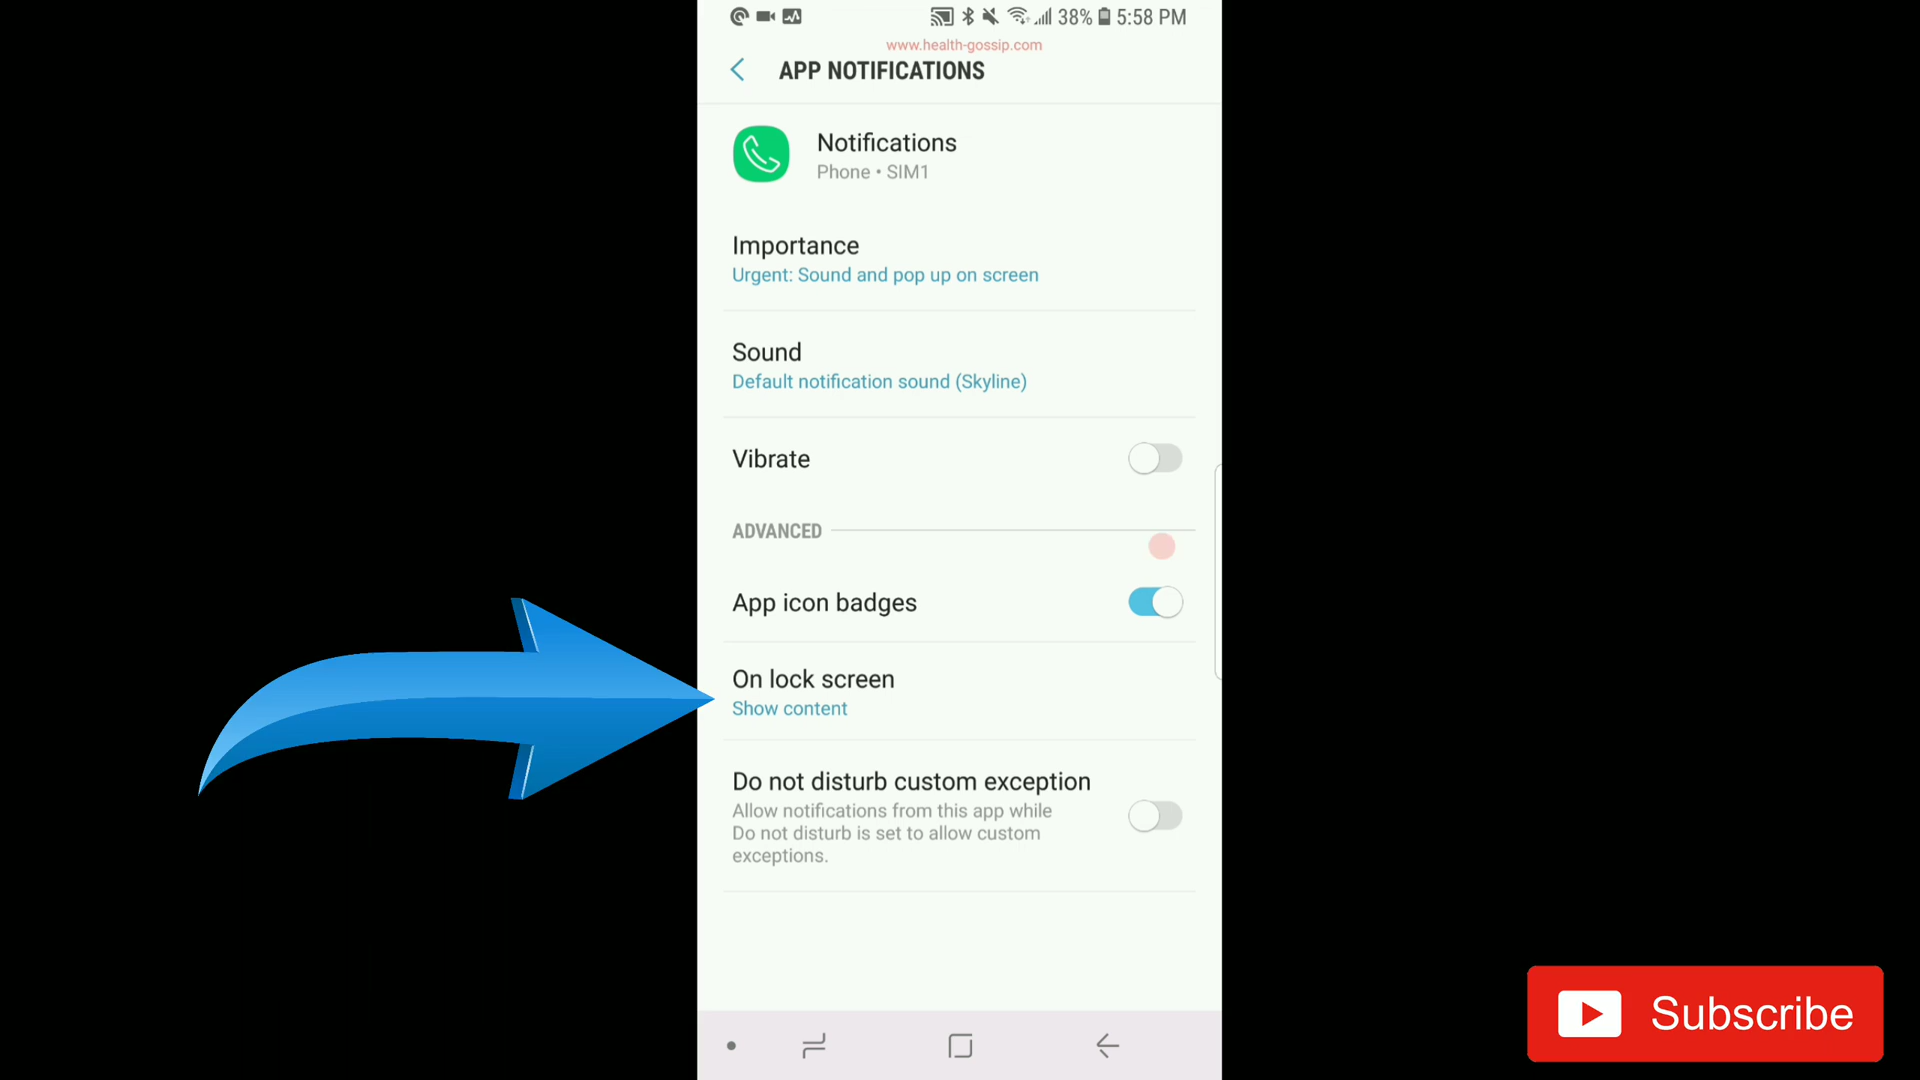 38% 5:58 PM
www.health-gossip.com
APP NOTIFICATIONS
Notifications
Phone • SIM1
Importance
Urgent: Sound and pop up on screen
Sound
Default notification sound (Skyline)
Vibrate
ADVANCED
App icon badges
On lock screen
Show content
Do not disturb custom exception
Allow notifications from this app while
Do not disturb is set to allow custom
exceptions.
Subscribe